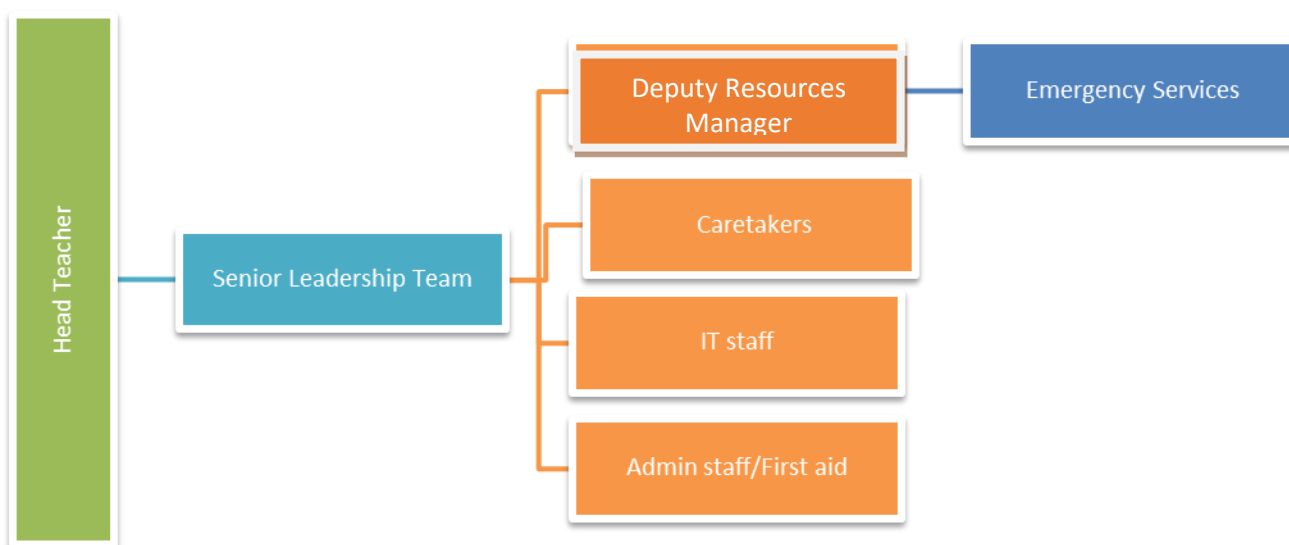 Head Teacher
Senior Leadership Team
Deputy Resources
Manager
Emergency Services
Caretakers
IT staff
Admin staff/First aid